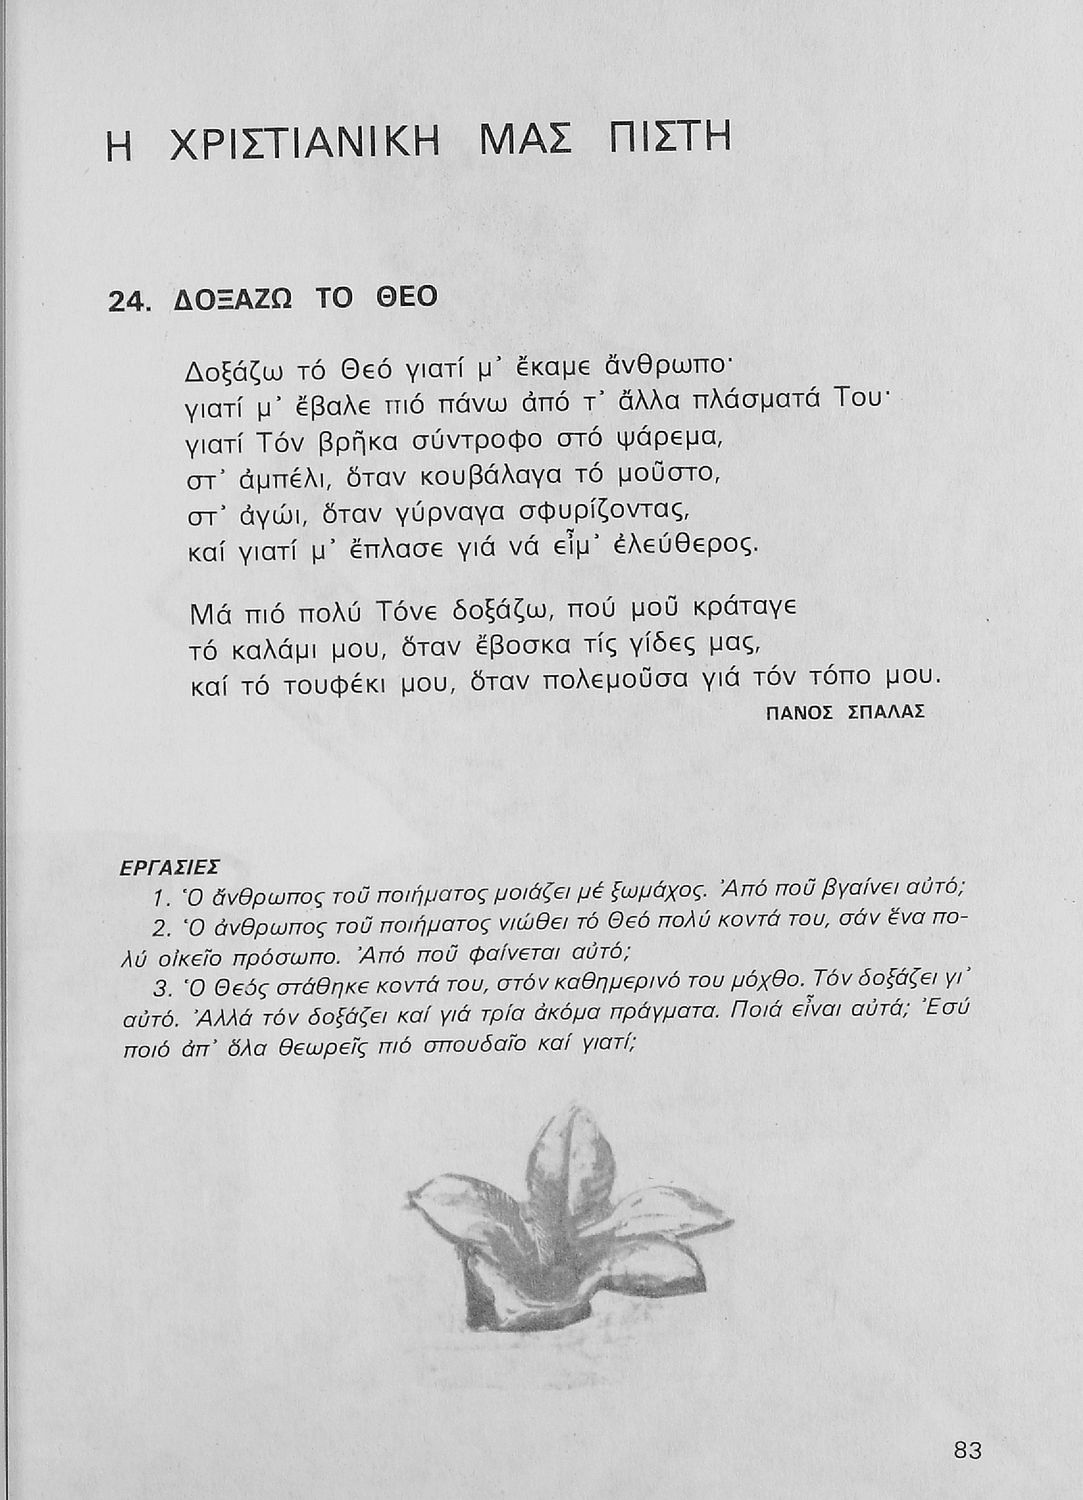 Η ΧΡΙΣΤΙΑΝΙΚΗ ΜΑΣ ΠΙΣΤΗ
24. ΔΟΞΑΖΩ ΤΟ ΘΕΟ
Δοξάζω τό Θεό γιατί μ' ἔκαμε ἄνθρωπο·
γιατί μ' ἔβαλε πιό πάνω ἀπό τ' ἄλλα πλάσματά Του·
γιατί Τόν βρῆκα σύντροφο στό ψάρεμα,
στ' ἀμπέλι, ὅταν κουβάλαγα τό μοῦστο,
στ' ἀγώι, ὅταν γύρναγα σφυρίζοντας,
καί γιατί μ' ἔπλασε γιά νά εἶμ' ἐλεύθερος.
Μά πιό πολύ Τόνε δοξάζω, πού μοῦ κράταγε
τό καλάμι μου, ὅταν ἔβοσκα τίς γίδες μας,
καί τό τουφέκι μου, ὅταν πολεμοῦσα γιά τόν τόπο μου.
ΠΑΝΟΣ ΣΠΑΛΑΣ
ΕΡΓΑΣΙΕΣ
1. Ὁ ἄνθρωπος τοῦ ποιήματος μοιάζει μέ ξωμάχος. Ἀπό ποῦ βγαίνει αὐτό;
2. Ὁ ἄνθρωπος τοῦ ποιήματος νιώθει τό Θεό πολύ κοντά του, σάν ἕνα πο-
λύ οἰκεῖο πρόσωπο. Ἀπό ποῦ φαίνεται αὐτό;
3. Ὁ Θεός στάθηκε κοντά του, στόν καθημερινό του μόχθο. Τόν δοξάζει γι'
αὐτό. Ἀλλά τόν δοξάζει καί γιά τρία ἀκόμα πράγματα. Ποιά εἶναι αὐτά; Ἐσύ
ποιό ἀπ' ὅλα θεωρεῖς πιό σπουδαῖο καί γιατί;
83